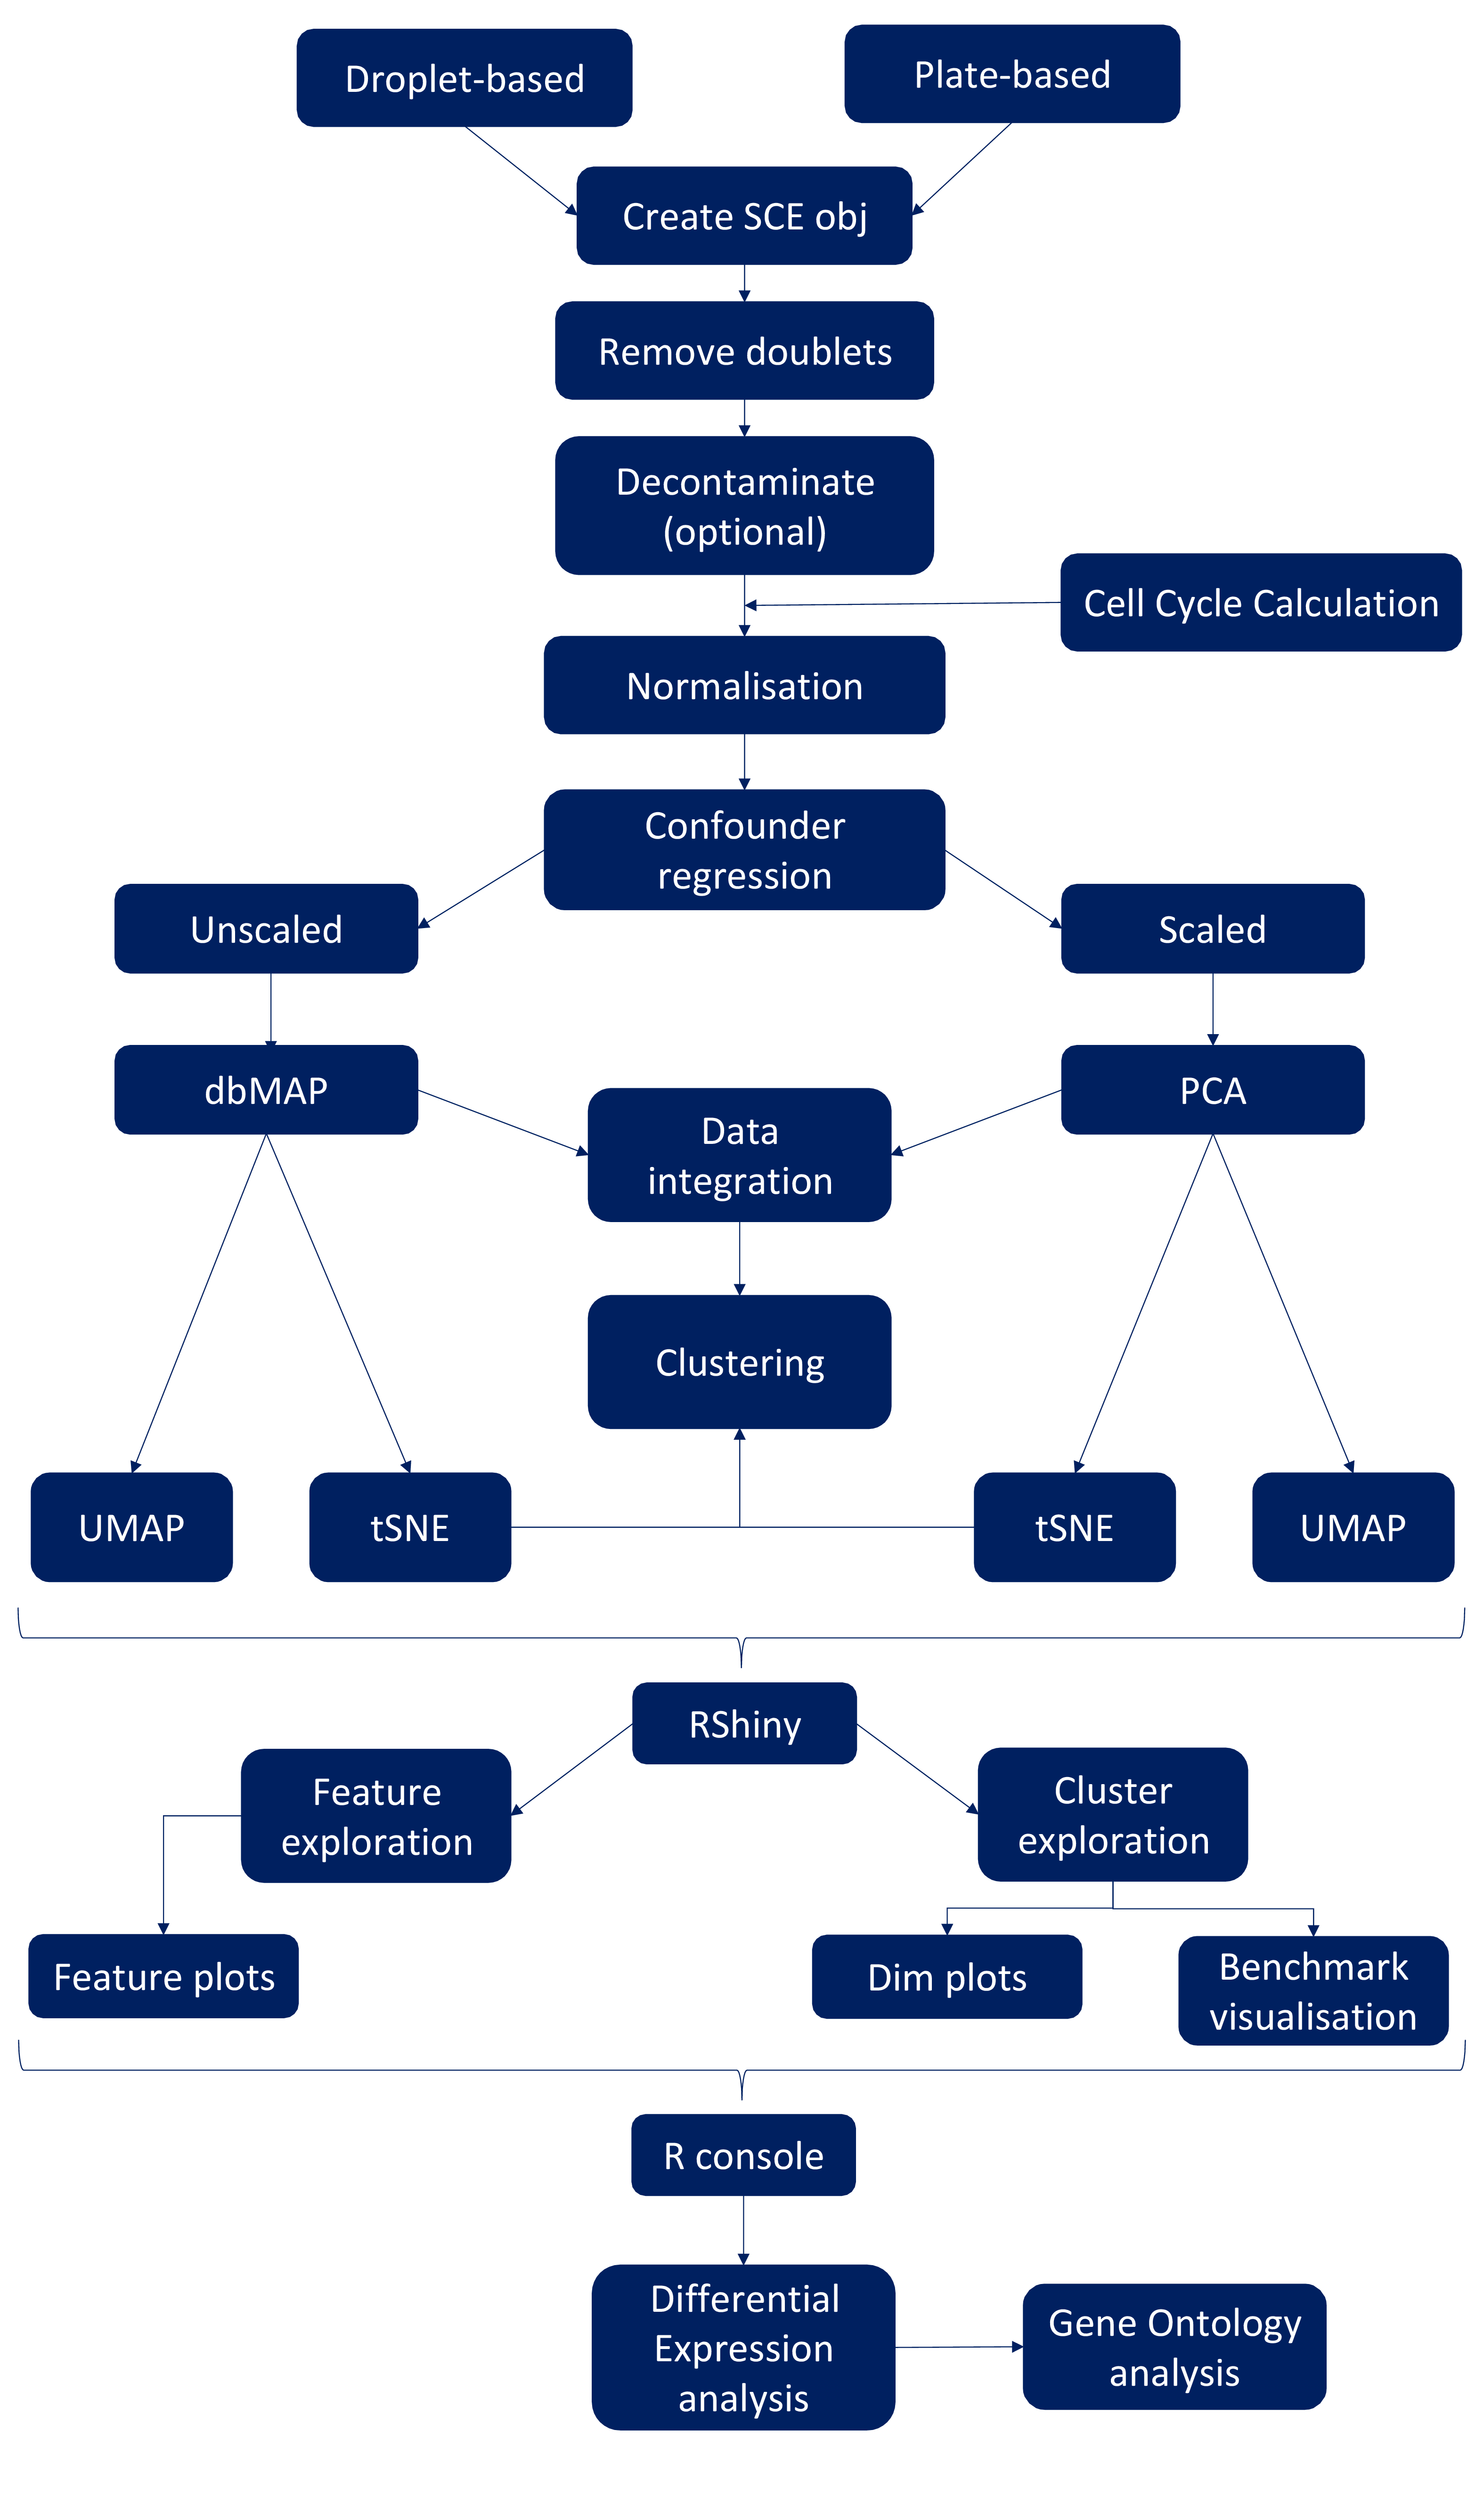 Droplet-based
Plate-based
Create SCE obj
Remove doublets
Decontaminate
(optional)
Cell Cycle Calculation
Normalisation
Confounder
regression
Unscaled
Scaled
dbMAP
PCA
Data
integration
Clustering
UMAP
tSNE
tSNE
UMAP
RShiny
Feature
exploration
Cluster
exploration
Feature plots
Dim plots
Benchmark
visualisation
R console
Differential
Expression
analysis
Gene Ontology
analysis